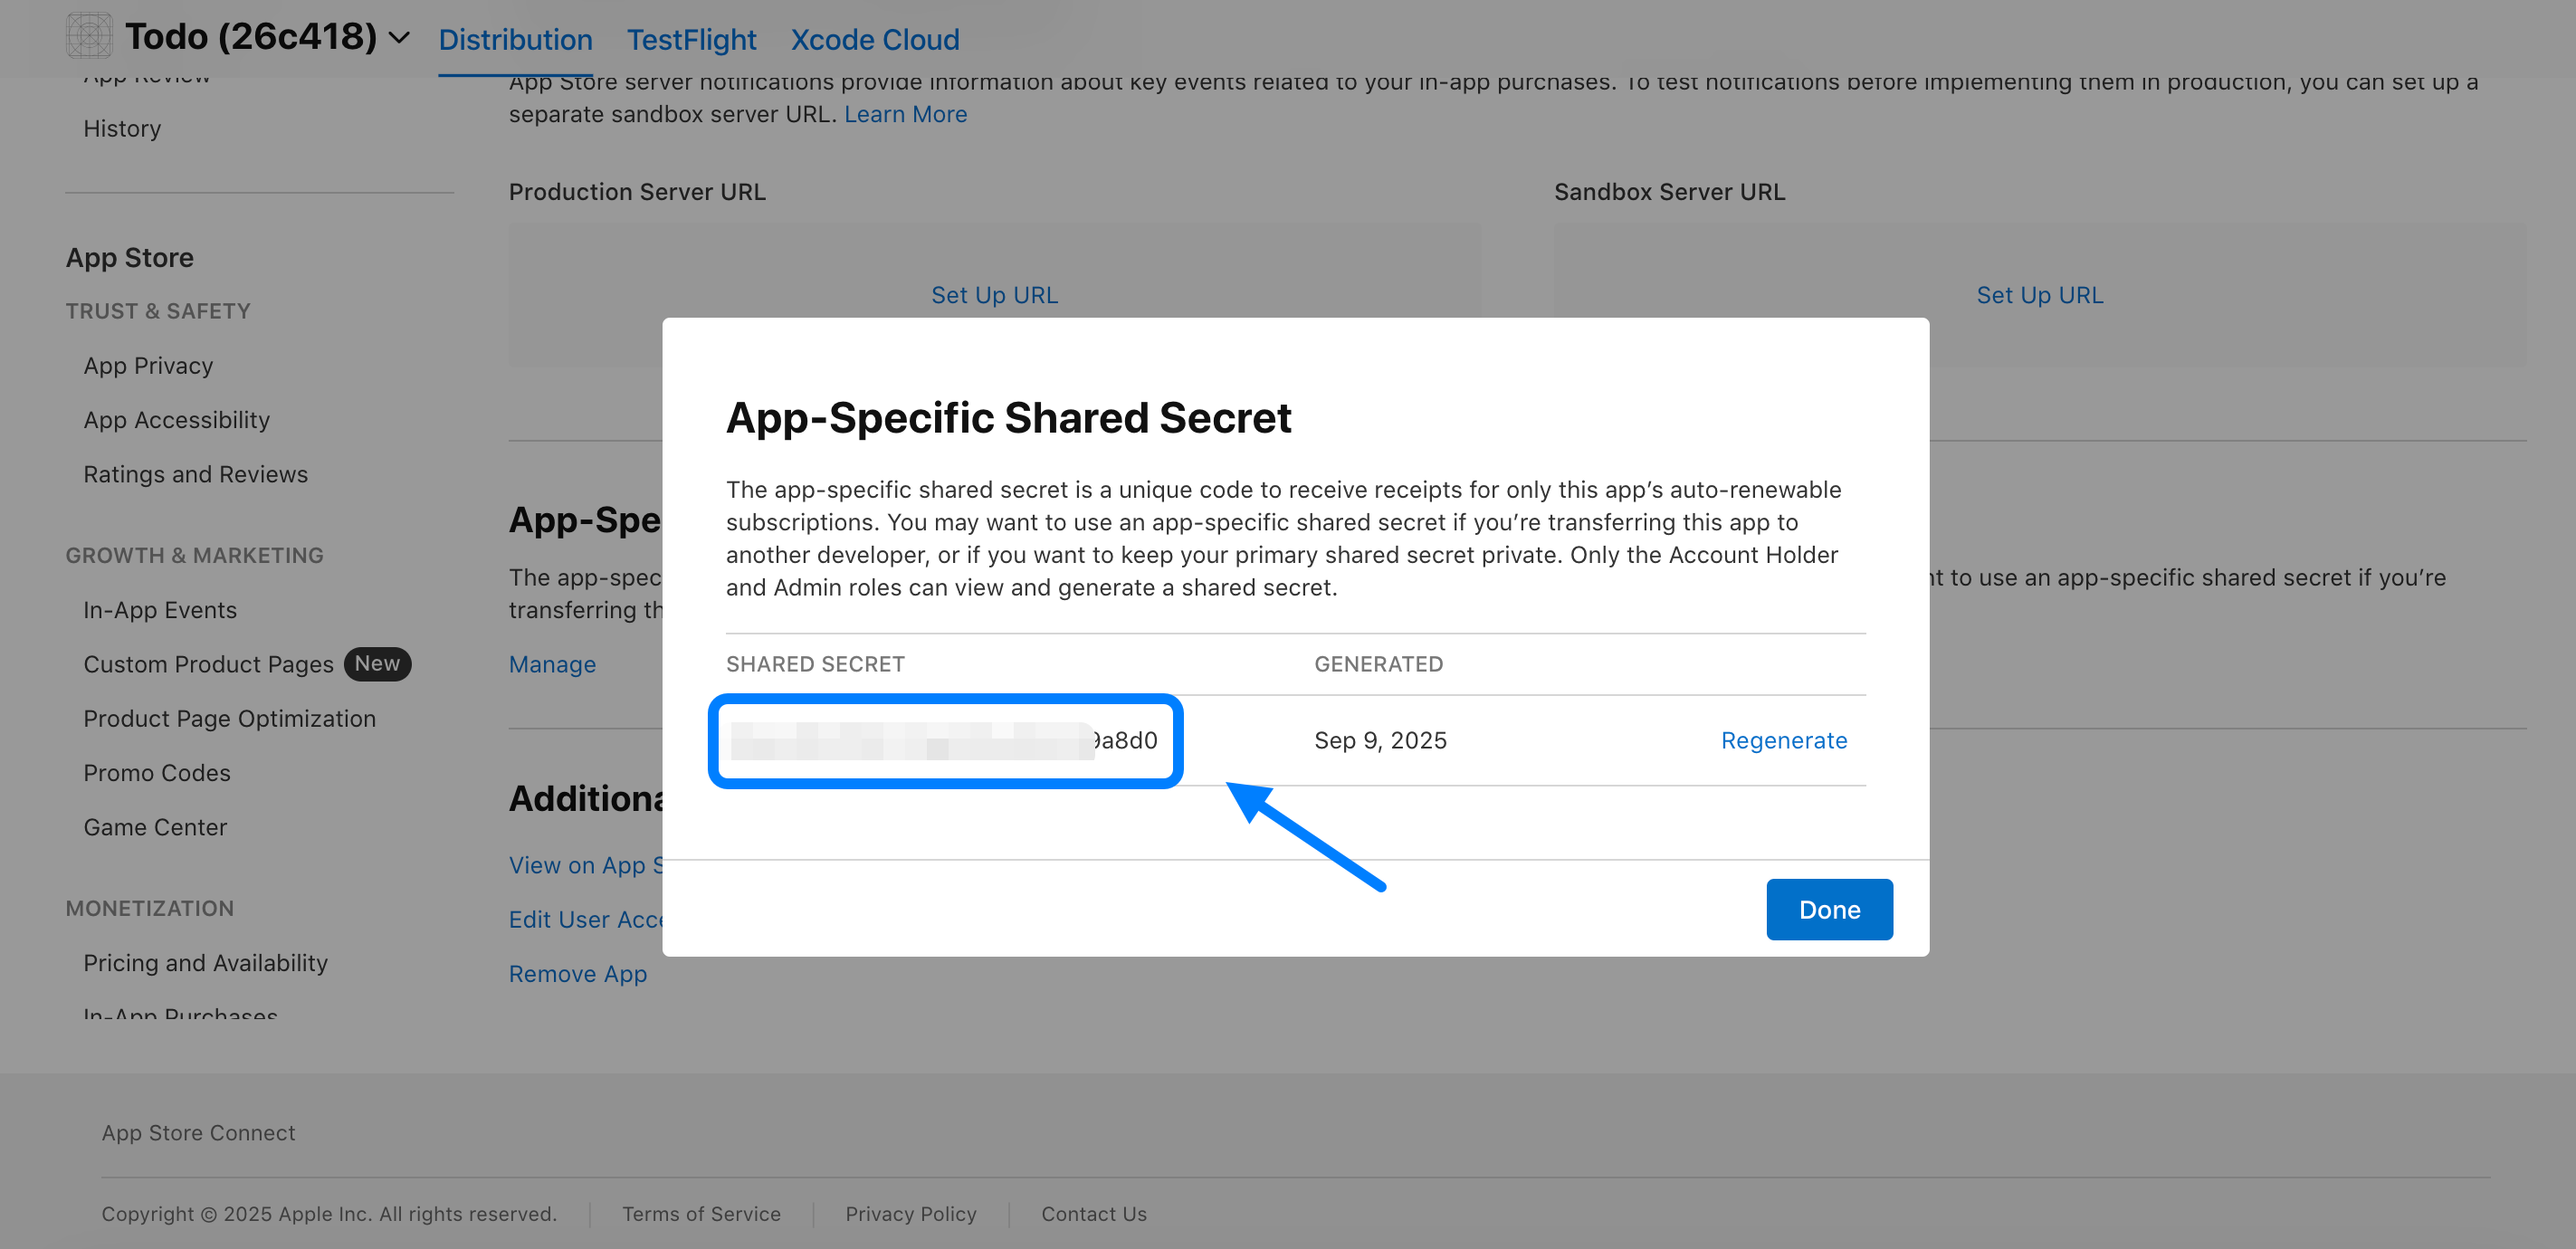 Todo (26c418)
Distribution TestFlight Xcode Cloud
App Review
History
App Store
TRUST & SAFETY
App Privacy
App Accessibility
Ratings and Reviews
GROWTH & MARKETING
In-App Events
Custom Product Pages New
Product Page Optimization
Promo Codes
Game Center
MONETIZATION
Pricing and Availability
In-App Purchases
App Store server notifications provide information about key events related to your in-app purchases. To test notifications before implementing them in production, you can set up a
separate sandbox server URL. Learn More
Production Server URL Sandbox Server URL
Set Up URL Set Up URL
App-Spe
The app-spec nt to use an app-specific shared secret if you’re
transferring th
Manage
Additiona
View on App S
Edit User Acce
Remove App
App-Specific Shared Secret
The app-specific shared secret is a unique code to receive receipts for only this app’s auto-renewable
subscriptions. You may want to use an app-specific shared secret if you’re transferring this app to
another developer, or if you want to keep your primary shared secret private. Only the Account Holder
and Admin roles can view and generate a shared secret.
SHARED SECRET GENERATED
9a8d0 Sep 9, 2025 Regenerate
Done
App Store Connect
Copyright © 2025 Apple Inc. All rights reserved. Terms of Service Privacy Policy Contact Us